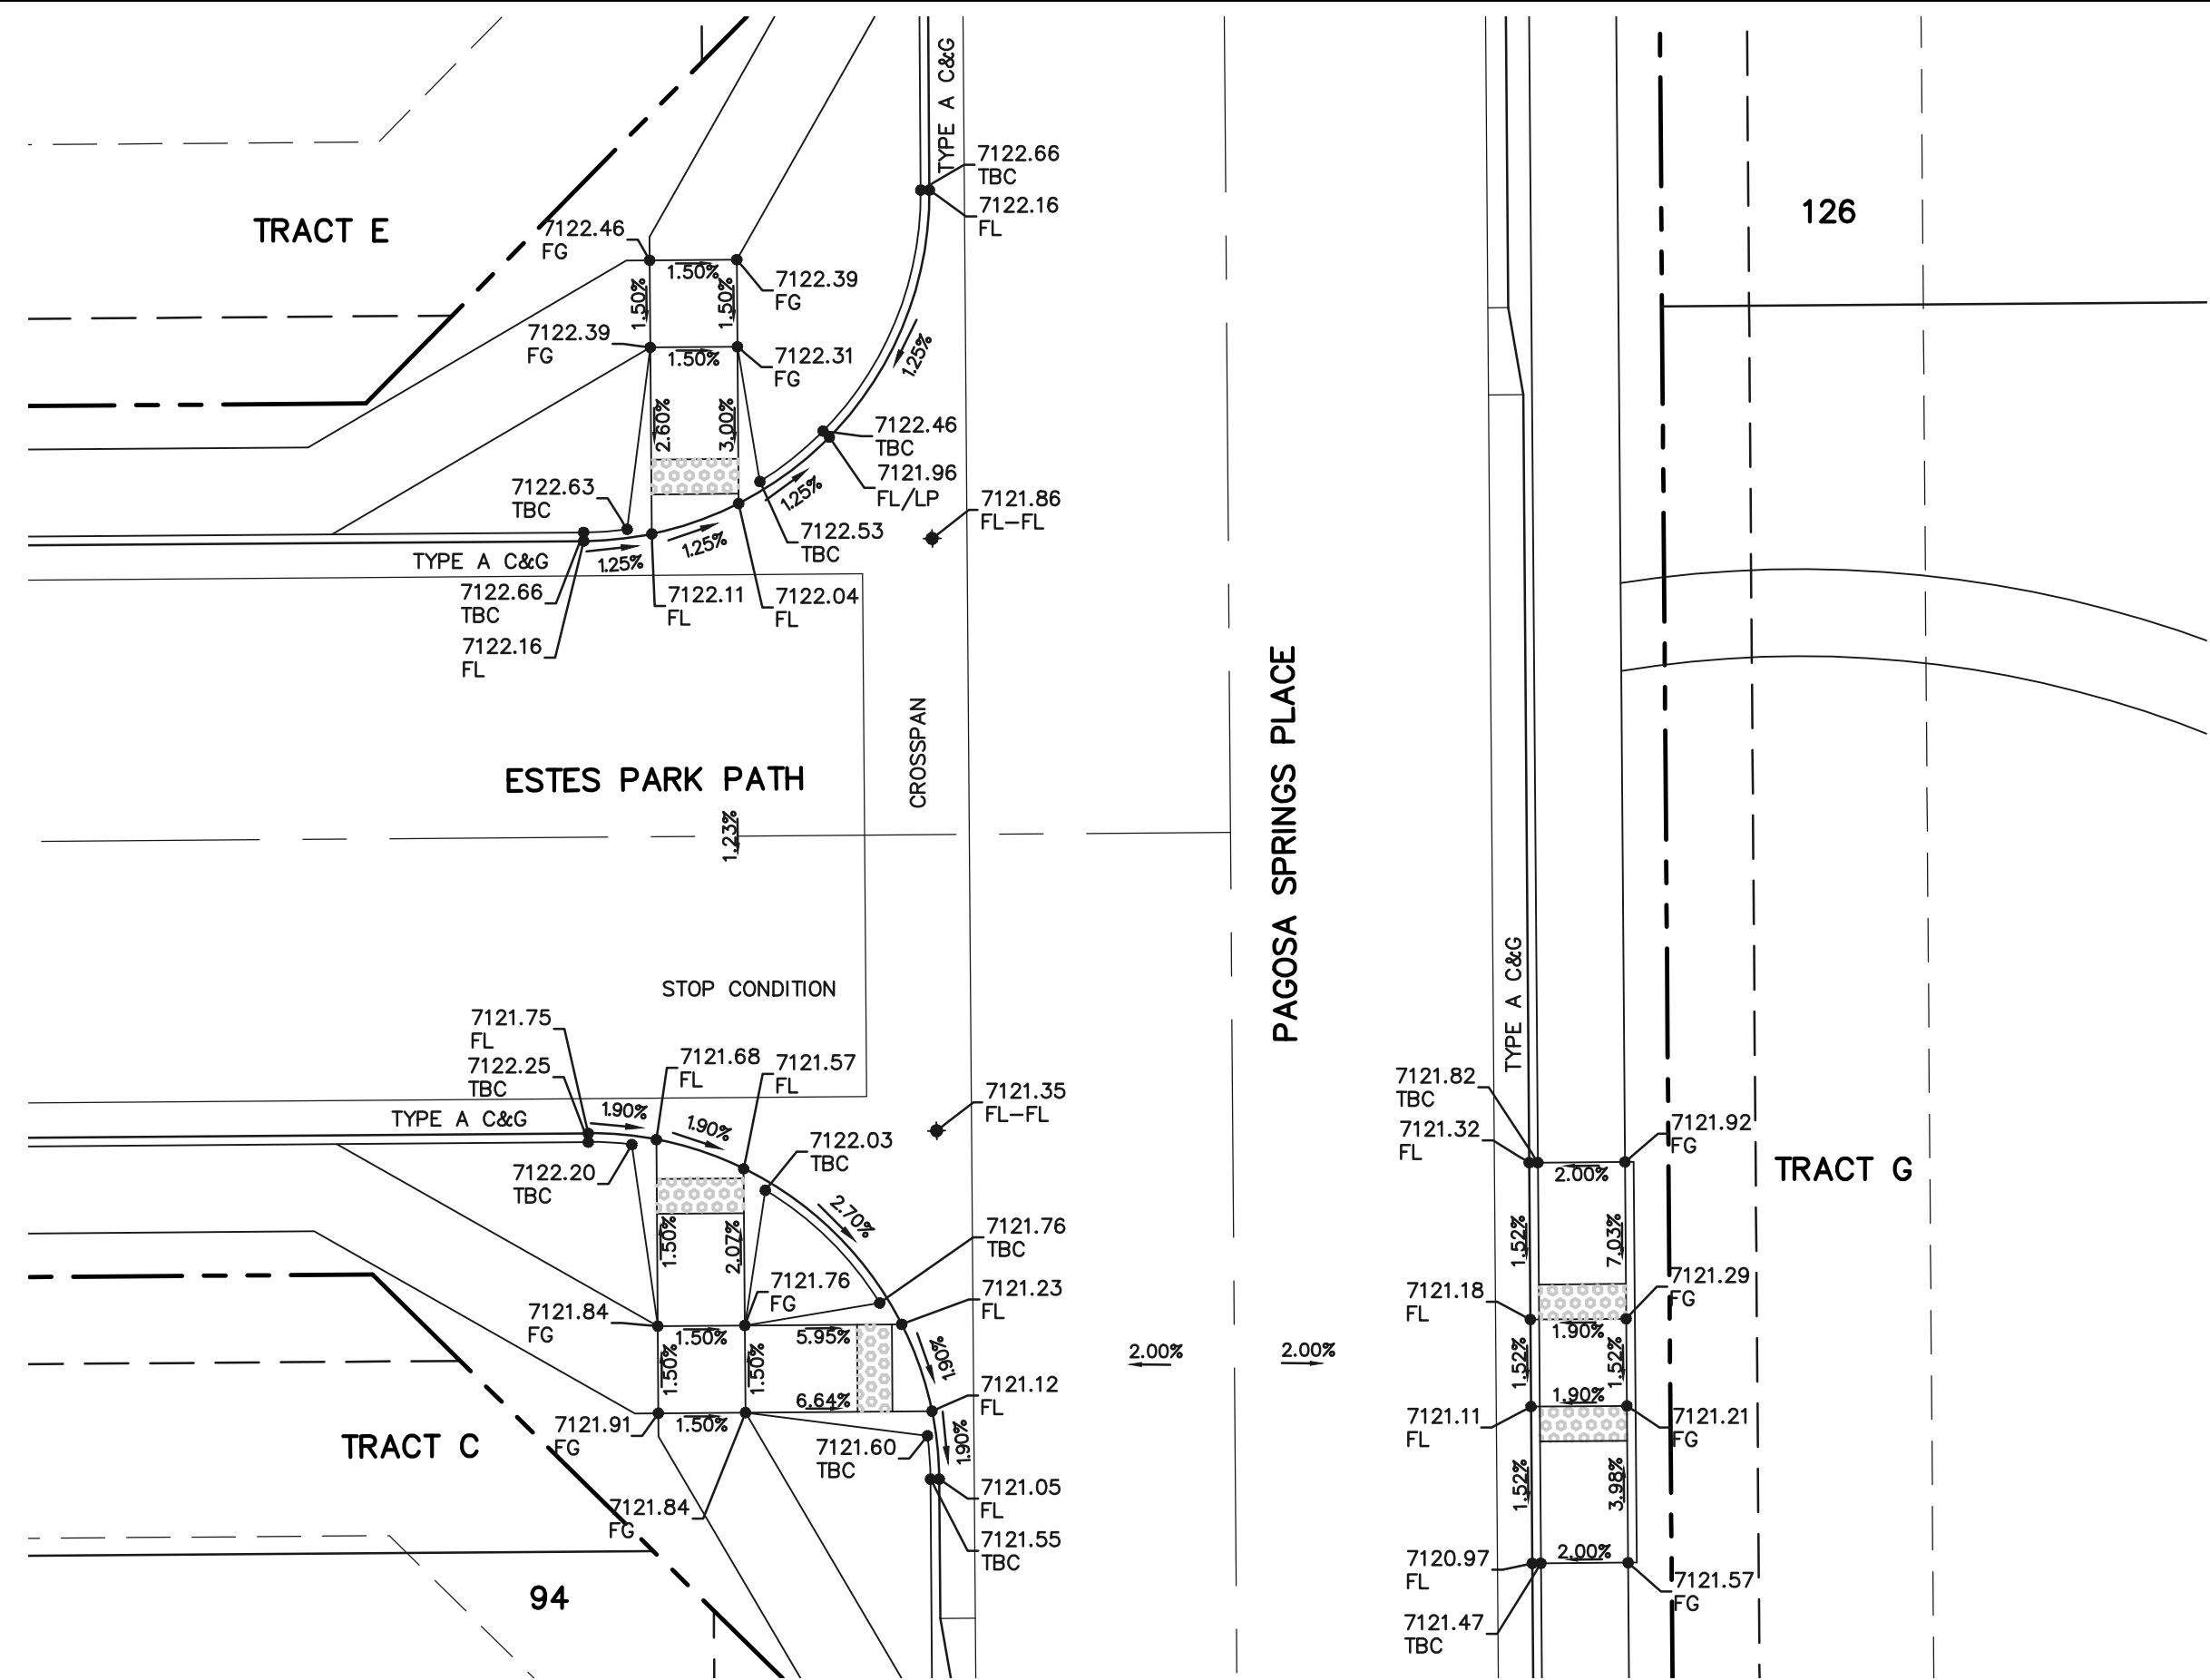 TYPE A C&G
7122.66
TBC
7122.16
FL
TRACT E
7122.46
FG
1.50%
7122.39
FG
1.50%
1.50%
7122.39
FG
1.50%
7122.31
FG
1.25%
2.60%
3.00%
7122.46
TBC
7121.96
FL/LP
7122.63
TBC
1.25%
7121.86
FL-FL
7122.53
TBC
TYPE A C&G
1.25%
1.25%
7122.66
TBC
7122.11
FL
7122.04
FL
7122.16
FL
126
CROSSPAN
ESTES PARK PATH
1.23%
PAGOSA SPRINGS PLACE
STOP CONDITION
TYPE A C&G
7121.75
FL
7122.25
TBC
7121.68
FL
7121.57
FL
TYPE A C&G
1.90%
1.90%
7121.35
FL-FL
7122.03
TBC
7122.20
TBC
2.70%
1.50%
2.07%
7121.76
TBC
7121.76
FG
7121.23
FL
7121.84
FG
1.50%
5.95%
1.90%
1.50%
1.50%
6.64%
7121.12
FL
7121.91
FG
1.50%
1.90%
7121.60
TBC
TRACT C
7121.84
FG
7121.05
FL
7121.55
TBC
94
2.00%
2.00%
7121.82
TBC
7121.32
FL
7121.92
FG
2.00%
TRACT G
1.52%
7.03%
7121.18
FL
7121.29
FG
1.90%
1.52%
1.52%
1.90%
7121.11
FL
7121.21
FG
1.52%
3.98%
7120.97
FL
2.00%
7121.57
FG
7121.47
TBC